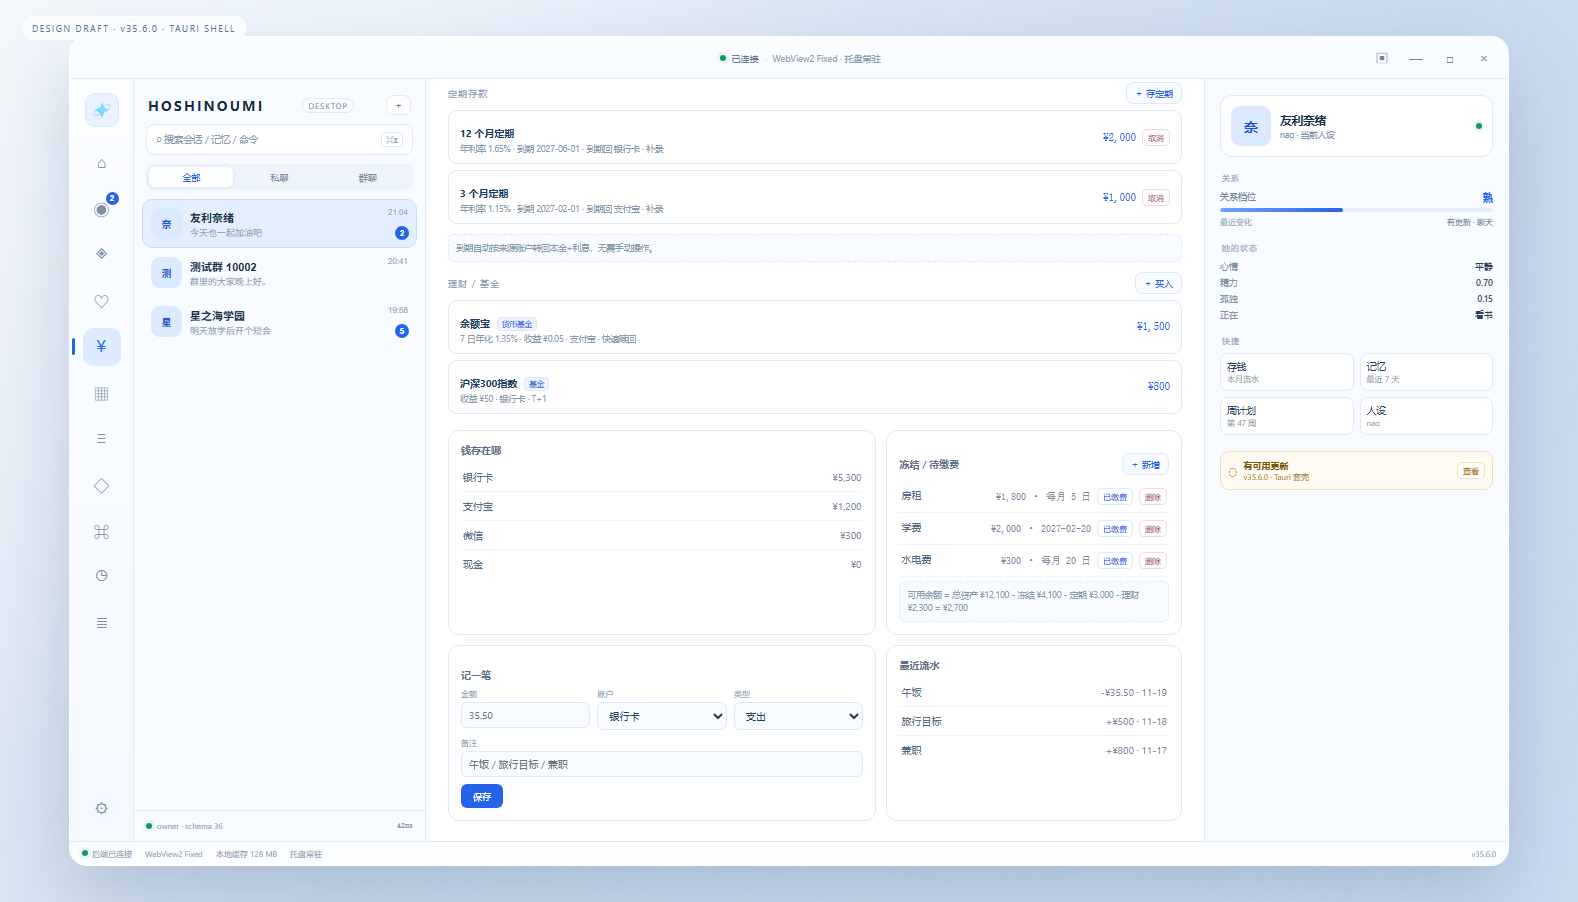 DESIGN DRAFT · v35.6.0 · TAURI SHELL
已连接 · WebView2 Fixed · 托盘常驻
HOSHINOUMI
DESKTOP
+
搜索会话 / 记忆 / 命令
⌘K
全部
私聊
群聊
2
奈
友利奈绪
21:04
今天也一起加油吧
2
测
测试群 10002
20:41
群里的大家晚上好。
星
星之海学园
19:58
明天放学后开个短会
5
¥
owner · schema 36
42ms
定期存款
+ 存定期
12 个月定期
年利率 1.65% · 到期 2027-06-01 · 到期回 银行卡 · 补录
¥2,000
取消
3 个月定期
年利率 1.15% · 到期 2027-02-01 · 到期回 支付宝 · 补录
¥1,000
取消
到期自动按来源账户转回本金+利息，无需手动操作。
理财 / 基金
+ 买入
余额宝
货币基金
7 日年化 1.35% · 收益 ¥0.05 · 支付宝 · 快速赎回
¥1,500
沪深300指数
基金
收益 ¥50 · 银行卡 · T+1
¥800
钱存在哪
银行卡
¥5,300
支付宝
¥1,200
微信
¥300
现金
¥0
冻结 / 待缴费
+ 新增
房租
¥1,800 · 每月 5 日
已缴费
删除
学费
¥2,000 · 2027-02-20
已缴费
删除
水电费
¥300 · 每月 20 日
已缴费
删除
可用余额 = 总资产 ¥12,100 - 冻结 ¥4,100 - 定期 ¥3,000 - 理财
¥2,300 = ¥2,700
记一笔
金额
账户
类型
35.50
银行卡
支出
备注
午饭 / 旅行目标 / 兼职
保存
最近流水
午饭
-¥35.50 · 11-19
旅行目标
+¥500 · 11-18
兼职
+¥800 · 11-17
奈
友利奈绪
nao · 当前人设
关系
关系档位
熟
最近变化
有更新 · 聊天
她的状态
心情
平静
精力
0.70
孤独
0.15
正在
看书
快捷
存钱
本月流水
记忆
最近 7 天
周计划
第 47 周
人设
nao
有可用更新
v35.6.0 · Tauri 套壳
查看
后端已连接
WebView2 Fixed
本地缓存 128 MB
托盘常驻
v35.6.0